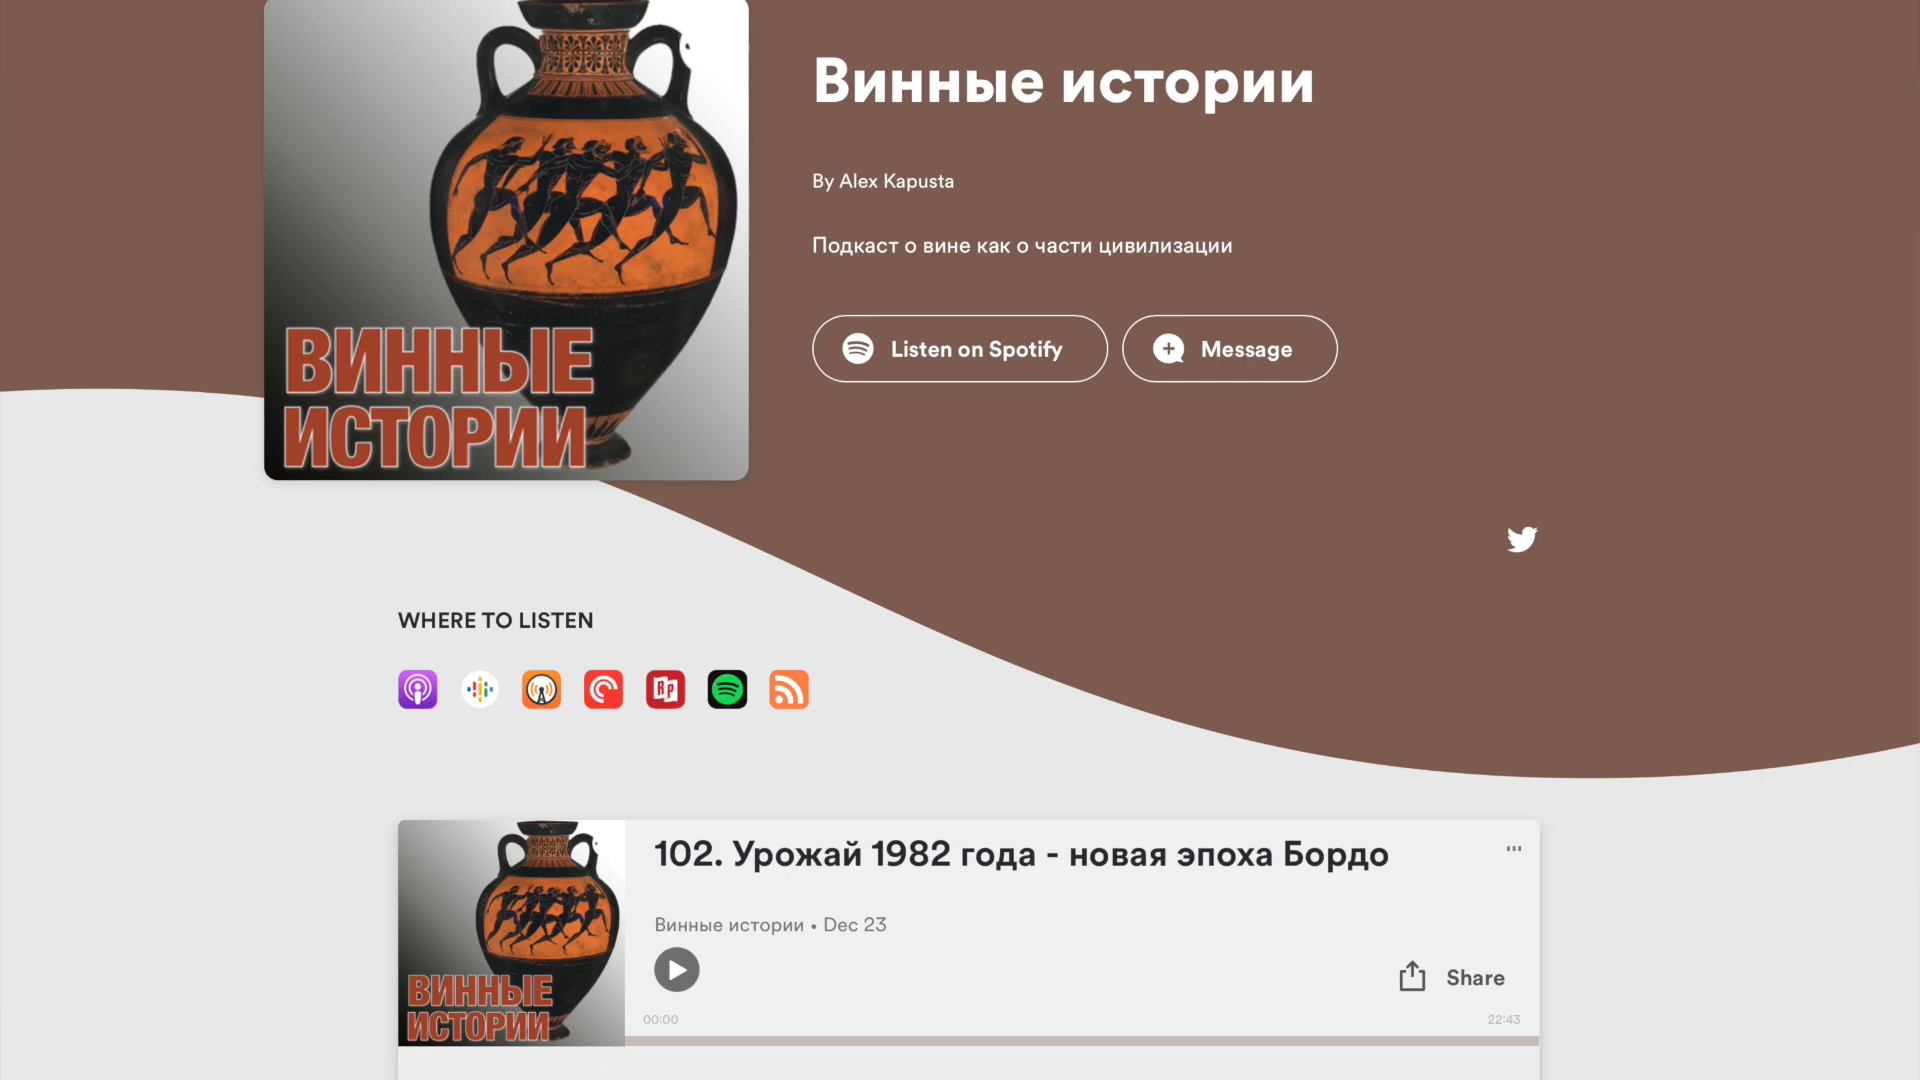 ВИННЫЕ
ИСТОРИИ
Винные истории
By Alex Kapusta
Подкаст о вине как о части цивилизации
Listen on Spotify
Message
WHERE TO LISTEN
RP
ВИННЫЕ
ИСТОРИИ
102. Урожай 1982 года - новая эпоха Бордо
Винные истории • Dec 23
Share
00:00
22:43